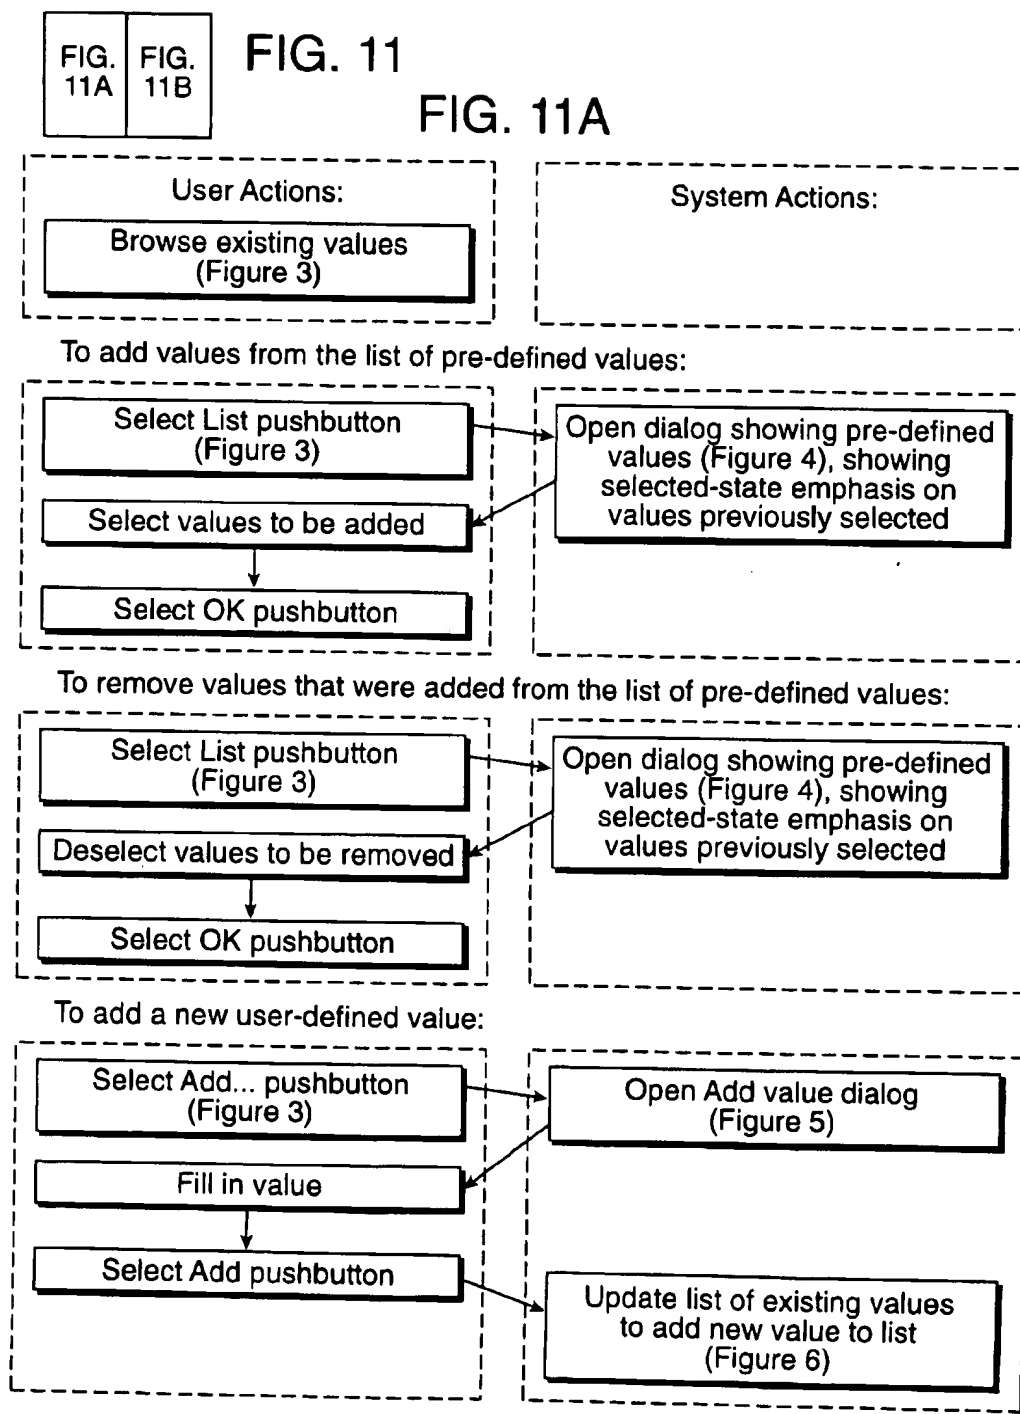 FIG. 11A
FIG. 11B
FIG. 11
FIG. 11A
User Actions:
System Actions:
Browse existing values
(Figure 3)
To add values from the list of pre-defined values:
Select List pushbutton
(Figure 3)
Open dialog showing pre-defined
values (Figure 4), showing
selected-state emphasis on
values previously selected
Select values to be added
Select OK pushbutton
To remove values that were added from the list of pre-defined values:
Select List pushbutton
(Figure 3)
Open dialog showing pre-defined
values (Figure 4), showing
selected-state emphasis on
values previously selected
Deselect values to be removed
Select OK pushbutton
To add a new user-defined value:
Select Add... pushbutton
(Figure 3)
Open Add value dialog
(Figure 5)
Fill in value
Select Add pushbutton
Update list of existing values
to add new value to list
(Figure 6)